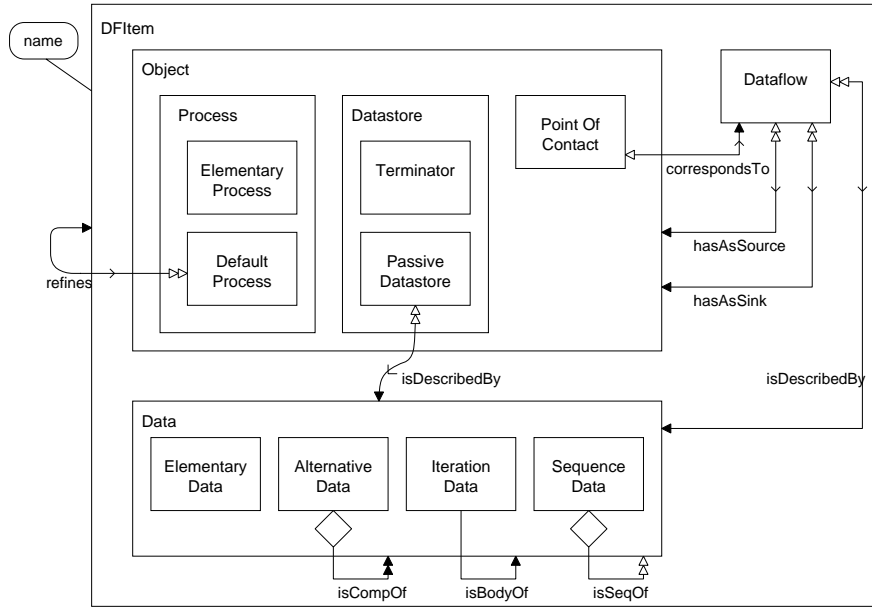 DFItem
name
Object
Process
Elementary
Process
Default
Process
refines
Datastore
Terminator
Passive
Datastore
Point Of
Contact
Dataflow
correspondsTo
hasAsSource
hasAsSink
isDescribedBy
isDescribedBy
Data
Elementary
Data
Alternative
Data
Iteration
Data
Sequence
Data
isCompOf
isBodyOf
isSeqOf